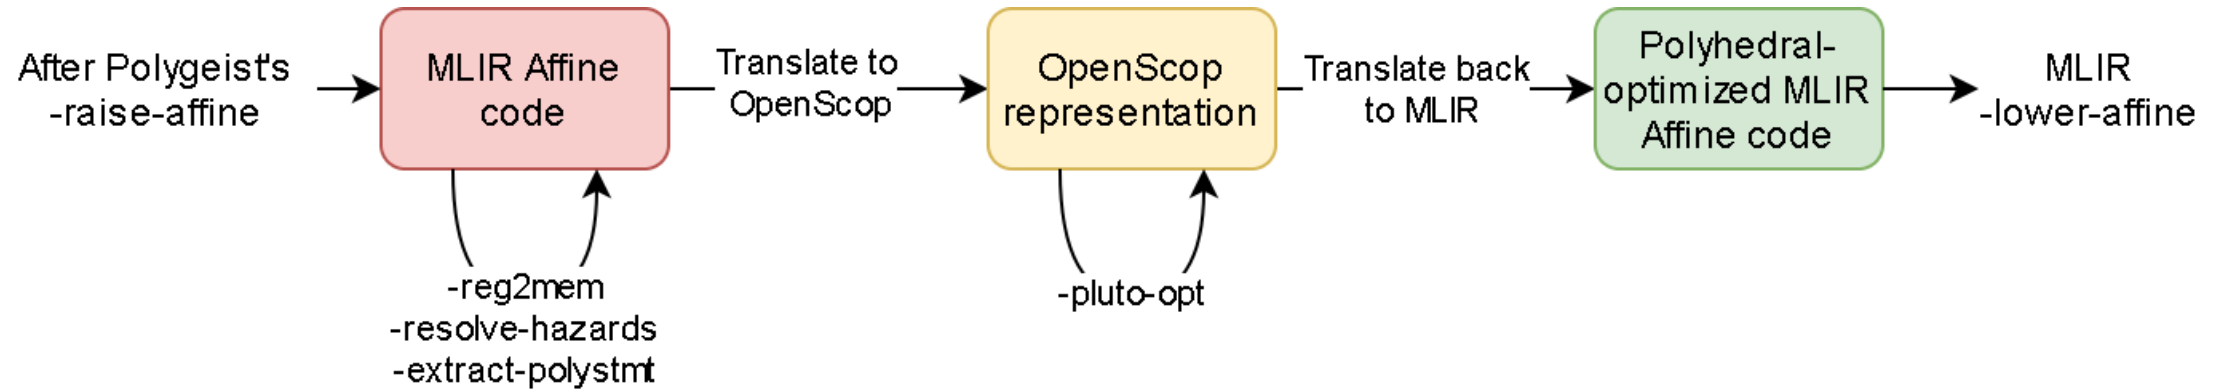 After Polygeist's
-raise-affine
MLIR Affine
code
Translate to
OpenScop
OpenScop
representation
Translate back
to MLIR
Polyhedral-
optimized MLIR
Affine code
MLIR
-lower-affine
-reg2mem
-resolve-hazards
-extract-polystmt
-pluto-opt